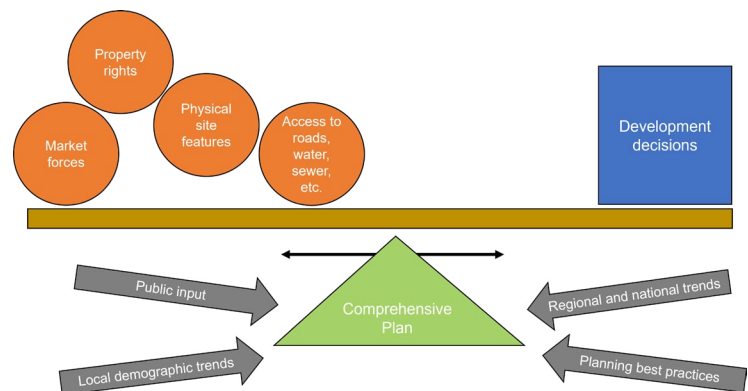 Property
rights
Market
forces
Physical
site
features
Access to
roads,
water,
sewer,
etc.
Development
decisions
Public input
Local demographic trends
Comprehensive
Plan
Regional and national trends
Planning best practices